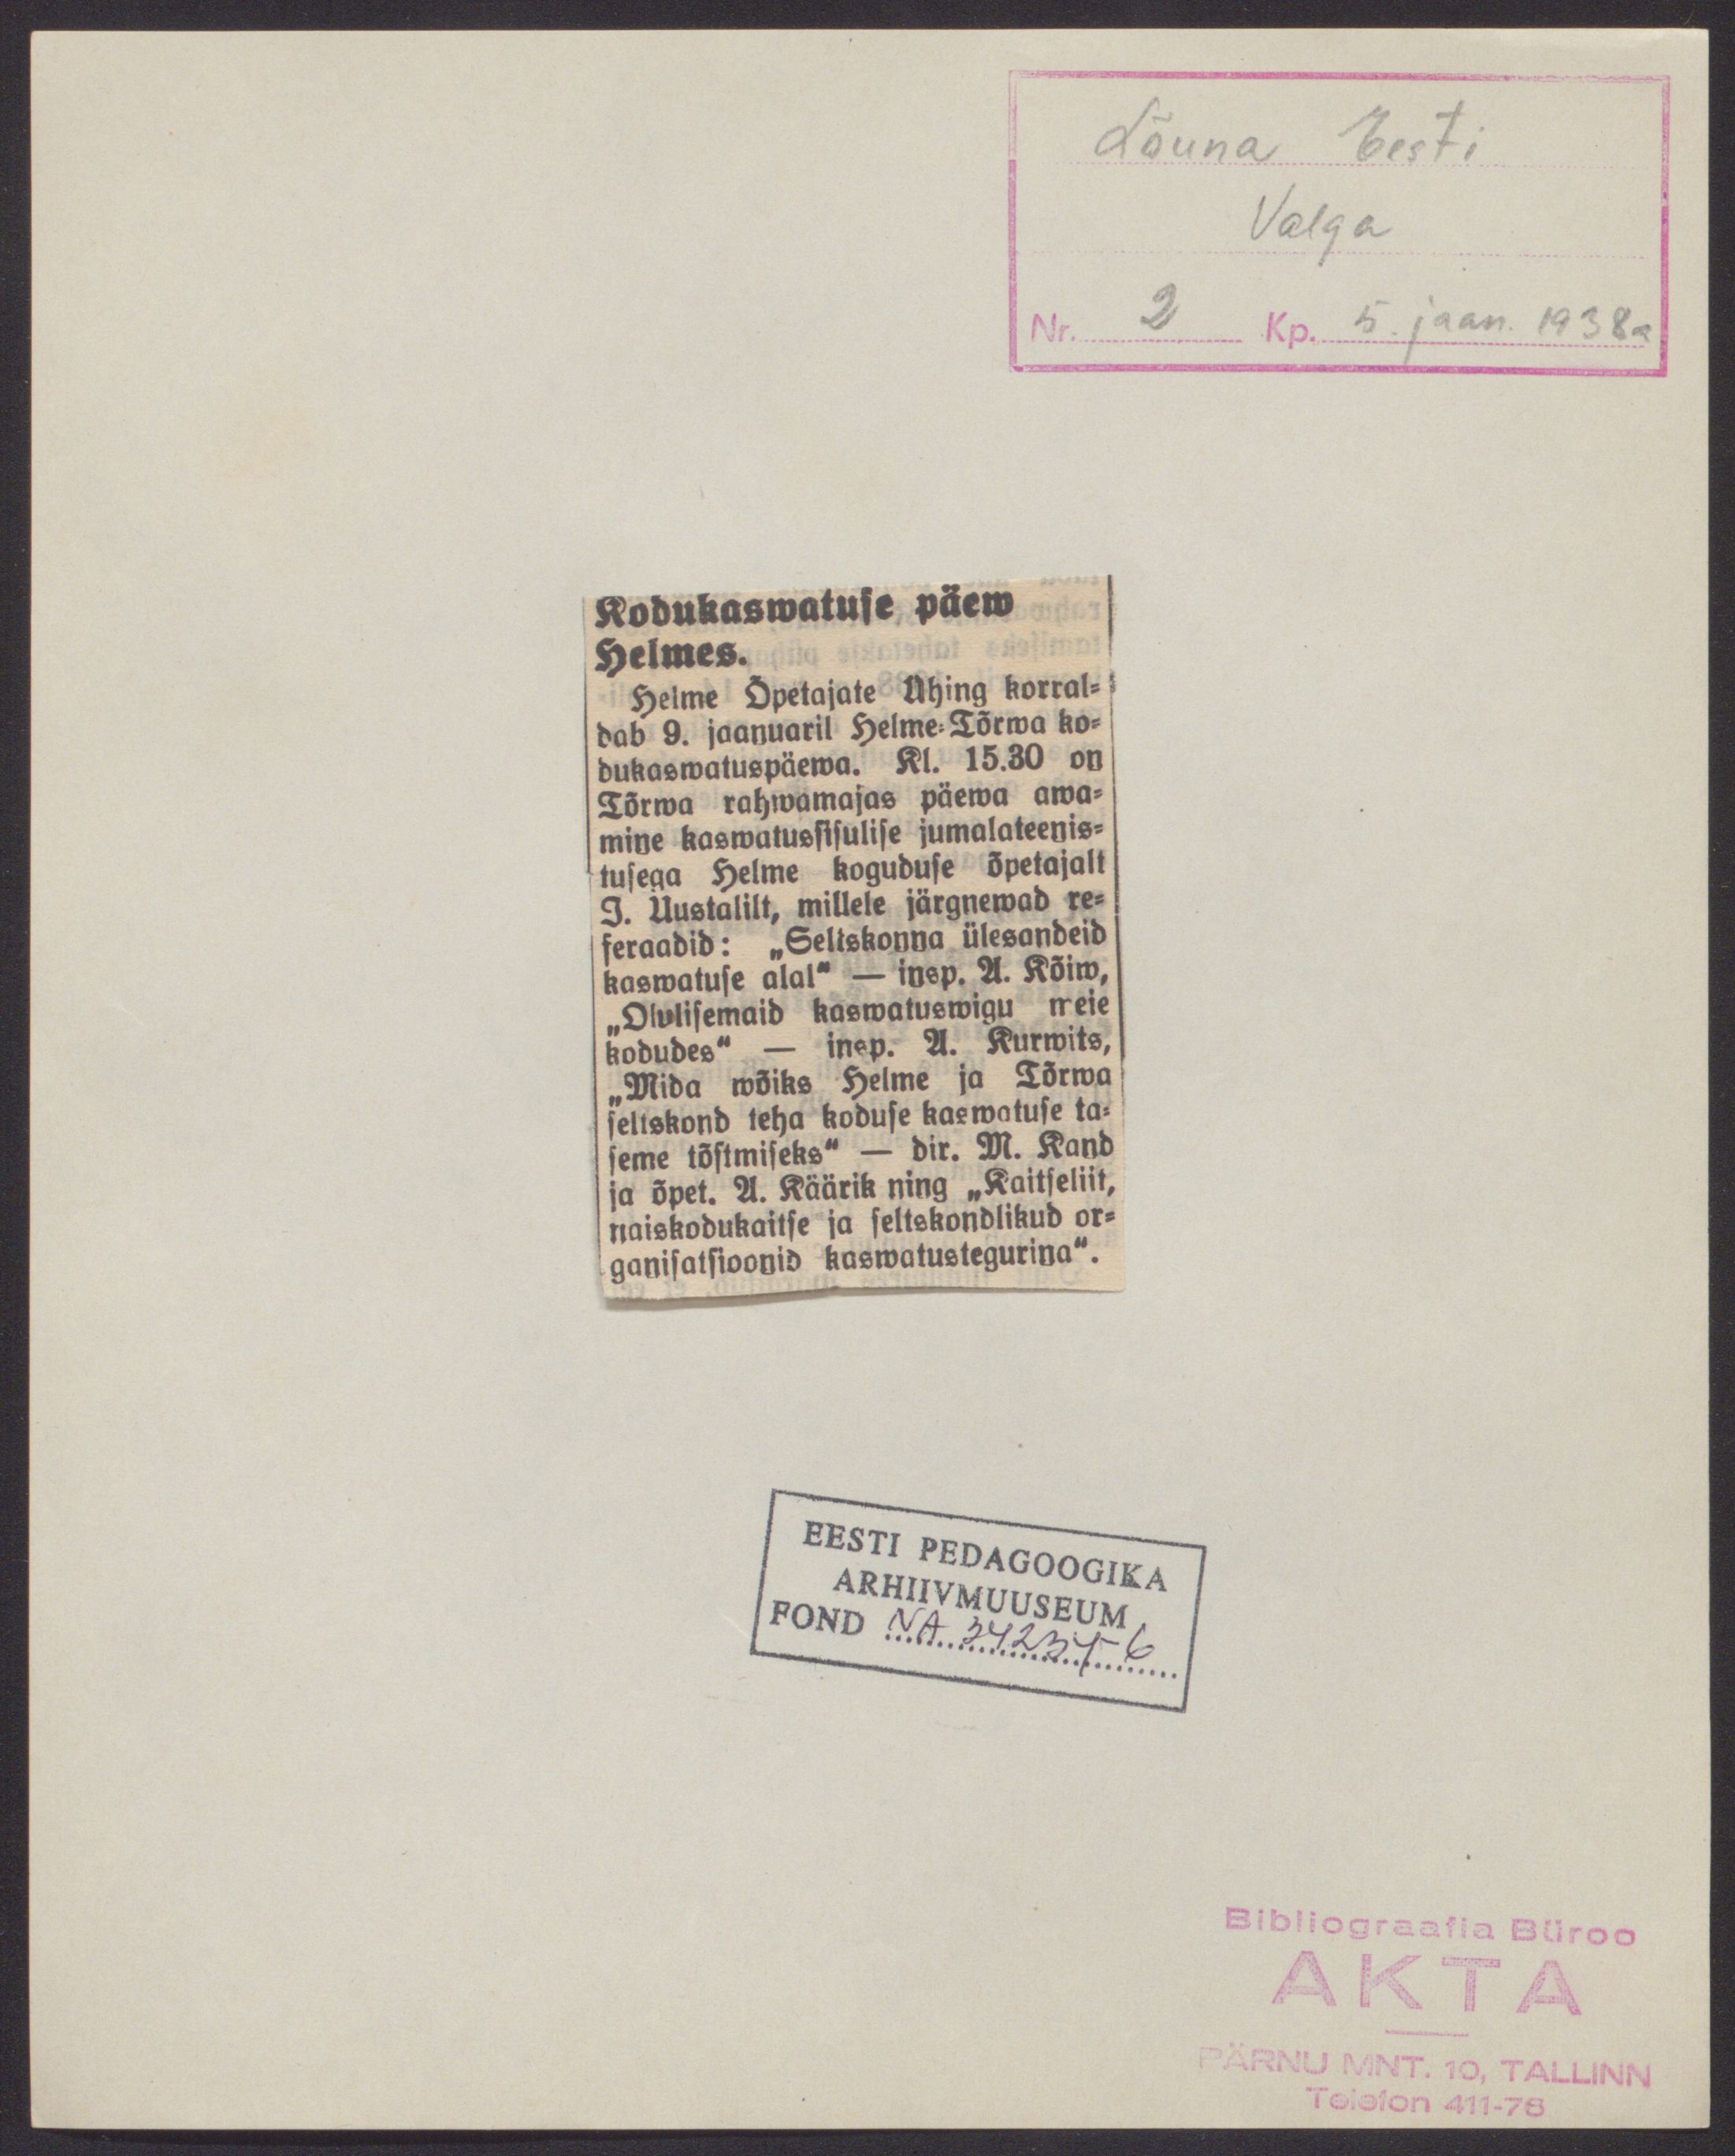 Lõuna Eesti
Valga
Nr. 2 Kp. 5. jaan. 1938a
Kodukaswatuse päew
Helmes.
Helme Õpetajate Ühing korral-
dab 9. jaanuaril Helme-Tõrwa ko-
dukaswatuspäewa. Kl. 15.30 on
Tõrwa rahwamajas päewa awa-
mine kaswatussisulise jumalateenis-
tusega Helme koguduse õpetajalt
J. Uustalilt, millele järgnewad re-
feraadid: „Seltskonna ülesandeid
kaswatuse alal“ — insp. A. Kõiw,
„Olulisemaid kaswatuswigu meie
kodudes“ — insp. A. Kurwits,
„Mida wõiks Helme ja Tõrwa
seltskond teha koduse kaswatuse ta-
seme tõstmiseks“ — dir. M. Kand
ja õpet. A. Käärik ning „Kaitseliit,
naiskodukaitse ja seltskondlikud or-
ganisatsioonid kaswatustegurina“.
EESTI PEDAGOOGIKA
ARHIIVMUUSEUM
FOND NA
Bibliograafia Büroo
AKTA
PÄRNU MNT. 10, TALLINN
Telefon 411-76